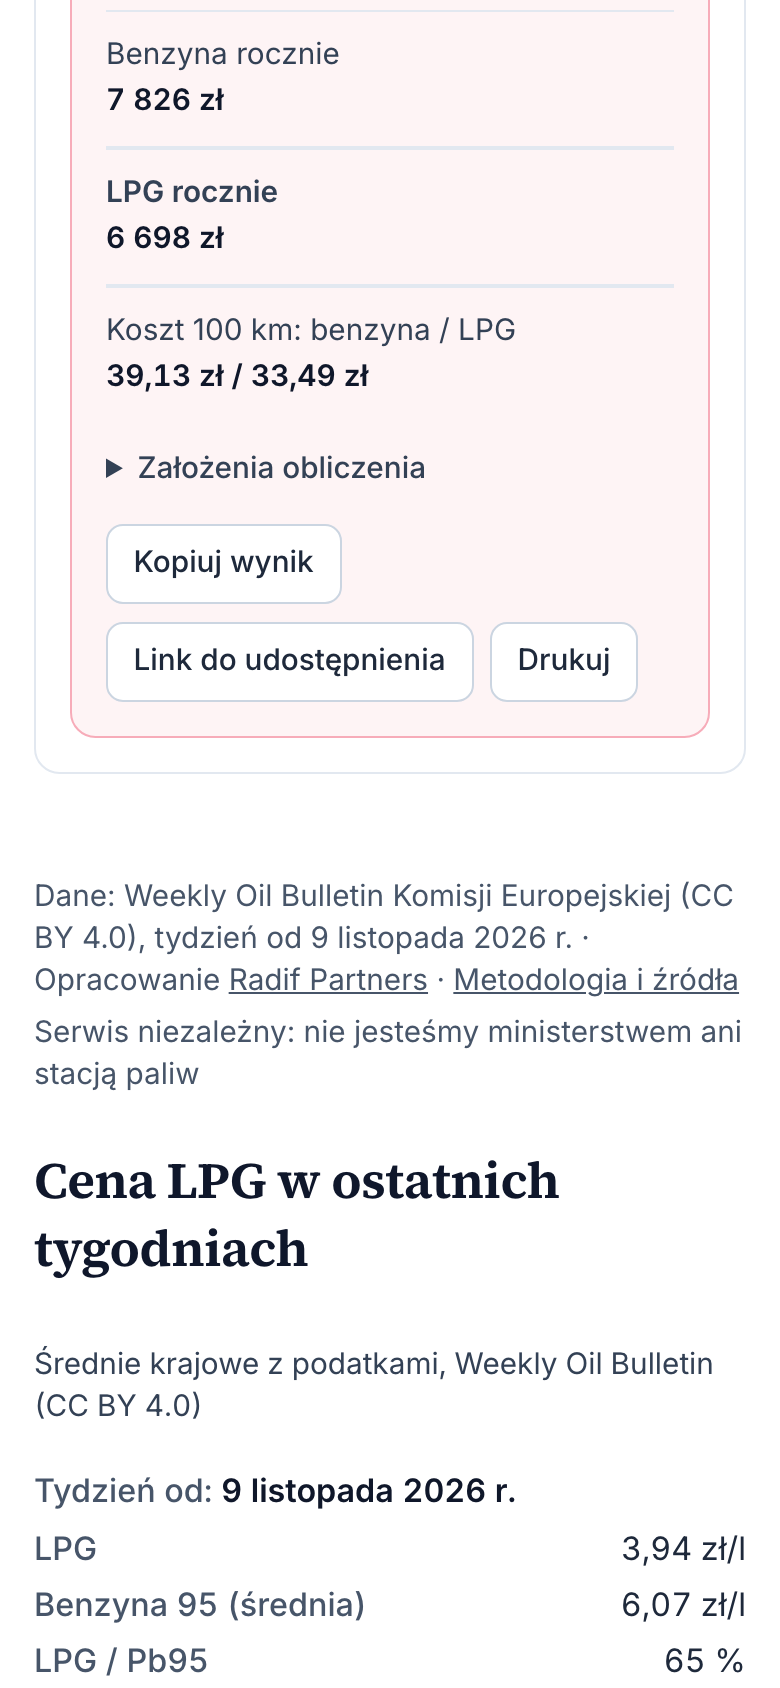 Benzyna rocznie
7 826 zł
LPG rocznie
6 698 zł
Koszt 100 km: benzyna / LPG
39,13 zł / 33,49 zł
Założenia obliczenia
Kopiuj wynik
Link do udostępnienia Drukuj
Dane: Weekly Oil Bulletin Komisji Europejskiej (CC
BY 4.0), tydzień od 9 listopada 2026 r. ·
Opracowanie Radif Partners · Metodologia i źródła
Serwis niezależny: nie jesteśmy ministerstwem ani
stacją paliw
Cena LPG w ostatnich
tygodniach
Średnie krajowe z podatkami, Weekly Oil Bulletin
(CC BY 4.0)
Tydzień od: 9 listopada 2026 r.
LPG 3,94 zł/l
Benzyna 95 (średnia) 6,07 zł/l
LPG / Pb95 65 %